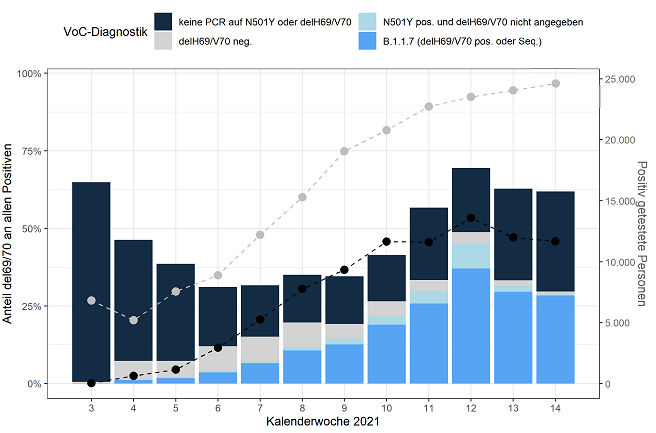 VoC-Diagnostik
keine PCR auf N501Y oder delH69/V70
N501Y pos. und delH69/V70 nicht angegeben
delH69/V70 neg.
B.1.1.7 (delH69/V70 pos. oder Seq.)
Anteil del69/70 an allen Positiven
100%
75%
50%
25%
0%
25.000
20.000
15.000
10.000
5.000
0
Positiv getestete Personen
3 4 5 6 7 8 9 10 11 12 13 14
Kalenderwoche 2021